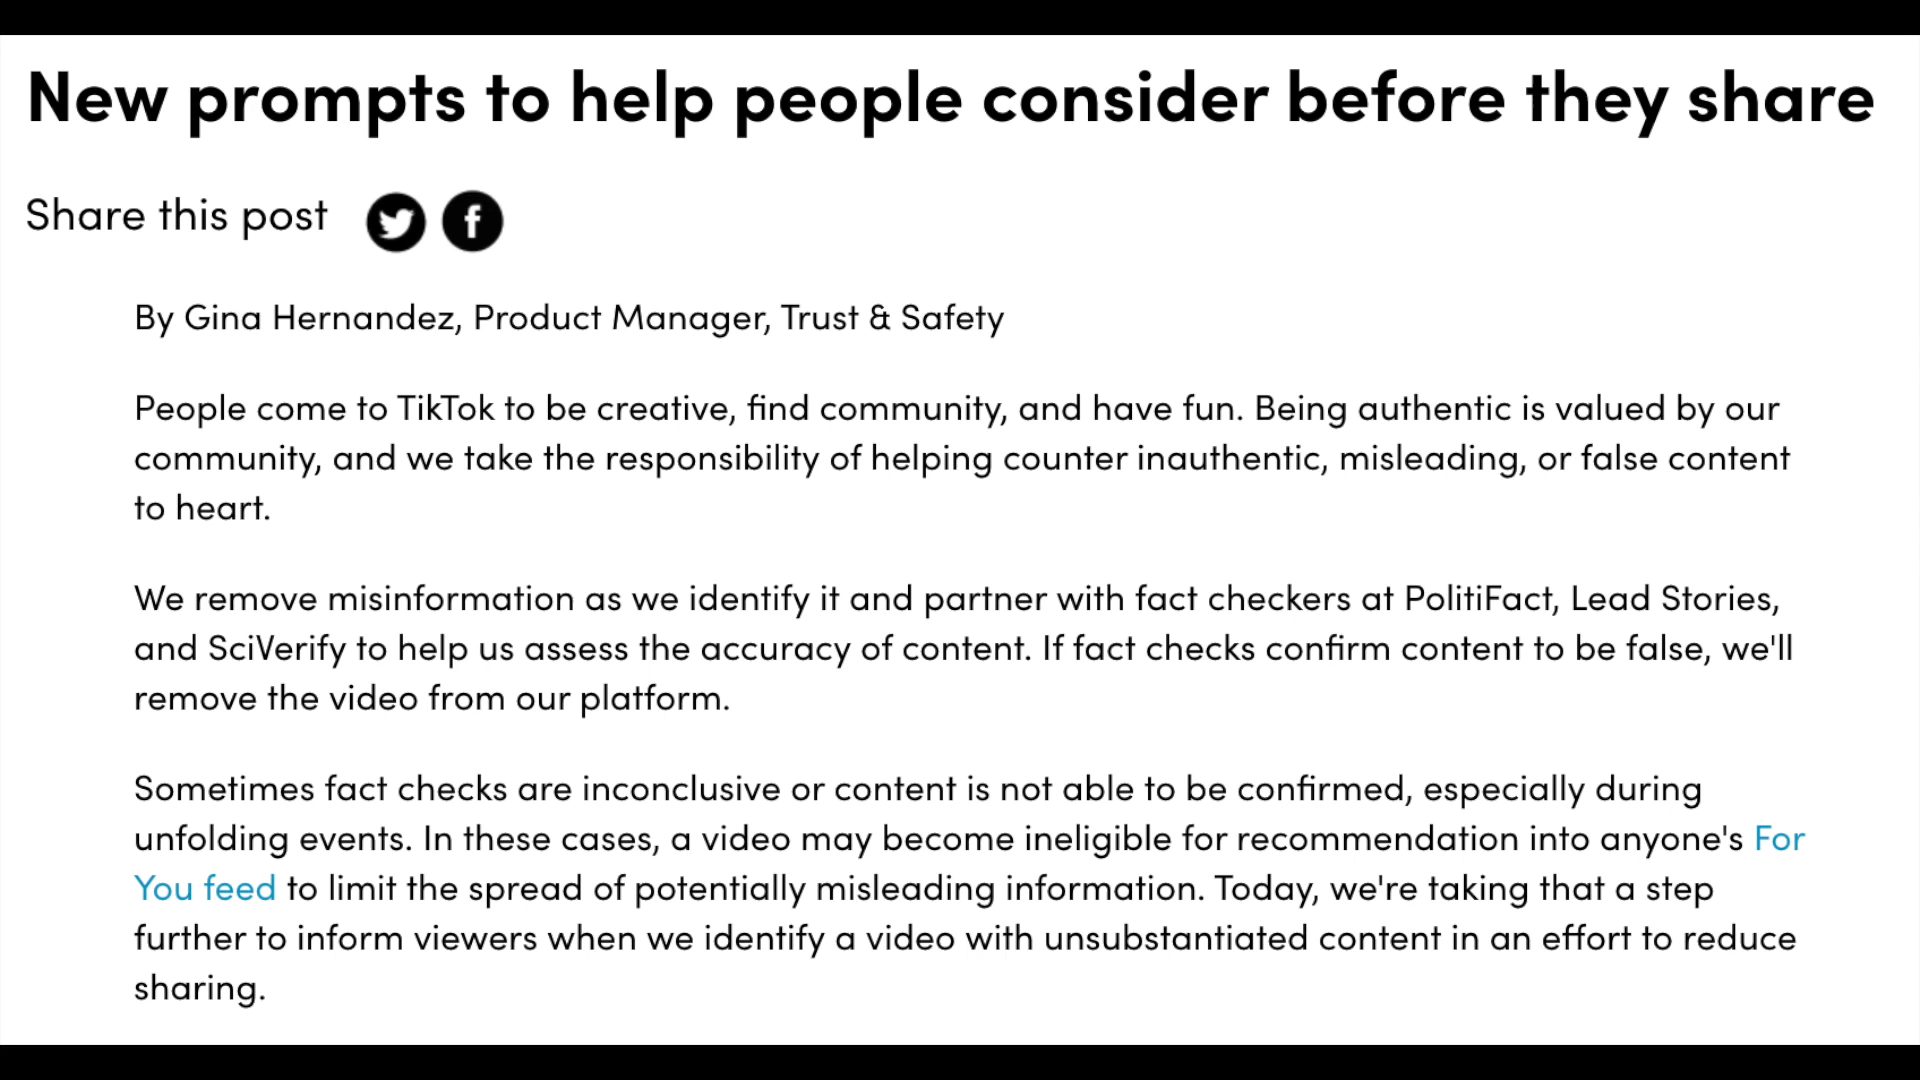 New prompts to help people consider before they share
Share this post
By Gina Hernandez, Product Manager, Trust & Safety
People come to TikTok to be creative, find community, and have fun. Being authentic is valued by our
community, and we take the responsibility of helping counter inauthentic, misleading, or false content
to heart.
We remove misinformation as we identify it and partner with fact checkers at PolitiFact, Lead Stories,
and SciVerify to help us assess the accuracy of content. If fact checks confirm content to be false, we'll
remove the video from our platform.
Sometimes fact checks are inconclusive or content is not able to be confirmed, especially during
unfolding events. In these cases, a video may become ineligible for recommendation into anyone's For
You feed to limit the spread of potentially misleading information. Today, we're taking that a step
further to inform viewers when we identify a video with unsubstantiated content in an effort to reduce
sharing.